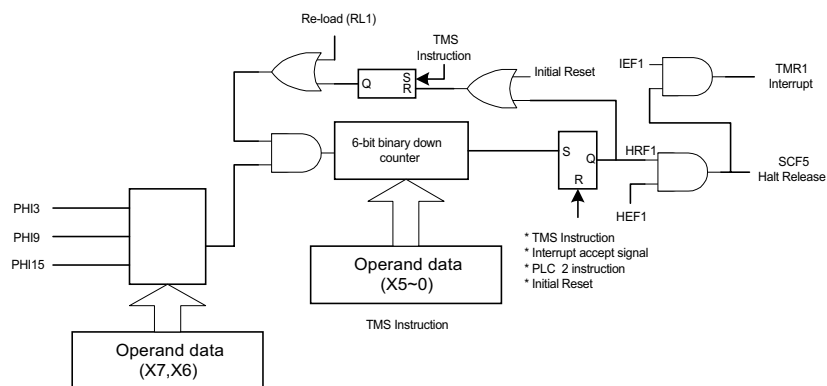 Re-load (RL1)
TMS
Instruction
Q
S
R
Initial Reset
IEF1
TMR1
Interrupt
6-bit binary down
counter
S
Q
R
HRF1
SCF5
Halt Release
HEF1
PHI3
PHI9
PHI15
* TMS Instruction
* Interrupt accept signal
* PLC 2 instruction
* Initial Reset
Operand data
(X5~0)
TMS Instruction
Operand data
(X7,X6)